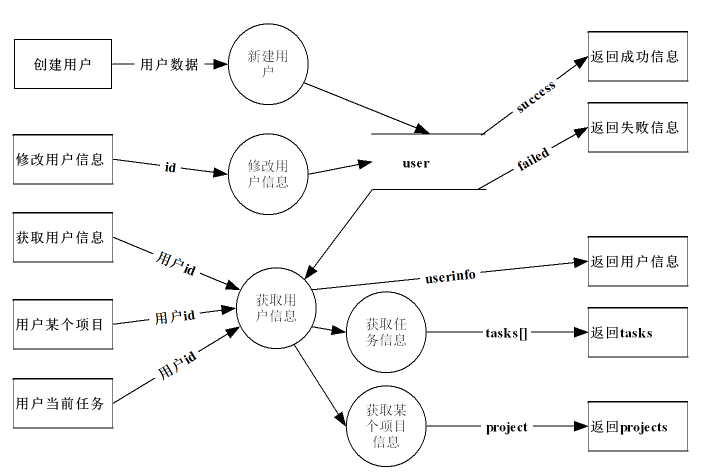 创建用户
用户数据
新建用
户
success
返回成功信息
修改用户信息
id
修改用
户信息
user
failed
返回失败信息
获取用户信息
用户id
userinfo
返回用户信息
用户某个项目
用户id
获取用
户信息
获取任
务信息
tasks[]
返回tasks
用户当前任务
用户id
获取某
个项目
信息
project
返回projects